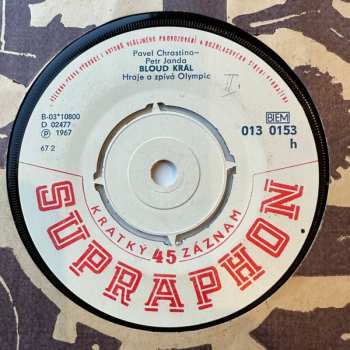 Pavel Chrastina-
Petr Janda
BLOUD KRÁL
Hraje a zpívá Olympic
II.
B-03*10800
D 02477
℗ 1967
67 2
BIEM
013 0153
h
KRÁTKÝ 45 ZÁZNAM
SUPRAPHON